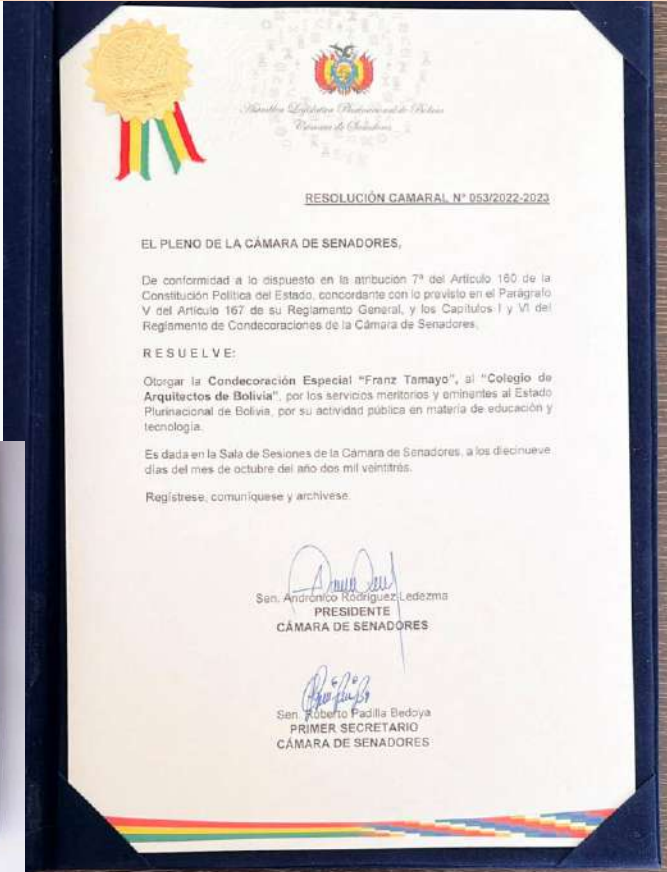 Asamblea Legislativa Plurinacional de Bolivia
Cámara de Senadores
RESOLUCIÓN CAMARAL N° 053/2022-2023
EL PLENO DE LA CÁMARA DE SENADORES,
De conformidad a lo dispuesto en la atribución 7ª del Artículo 160 de la
Constitución Política del Estado, concordante con lo previsto en el Parágrafo
V del Artículo 167 de su Reglamento General, y los Capítulos I y VI del
Reglamento de Condecoraciones de la Cámara de Senadores,
R E S U E L V E:
Otorgar la Condecoración Especial "Franz Tamayo", al "Colegio de
Arquitectos de Bolivia", por los servicios meritorios y eminentes al Estado
Plurinacional de Bolivia, por su actividad pública en materia de educación y
tecnología.
Es dada en la Sala de Sesiones de la Cámara de Senadores, a los diecinueve
días del mes de octubre del año dos mil veintitrés.
Regístrese, comuníquese y archívese.
Sen. Andrónico Rodríguez Ledezma
PRESIDENTE
CÁMARA DE SENADORES
Sen. Roberto Padilla Bedoya
PRIMER SECRETARIO
CÁMARA DE SENADORES